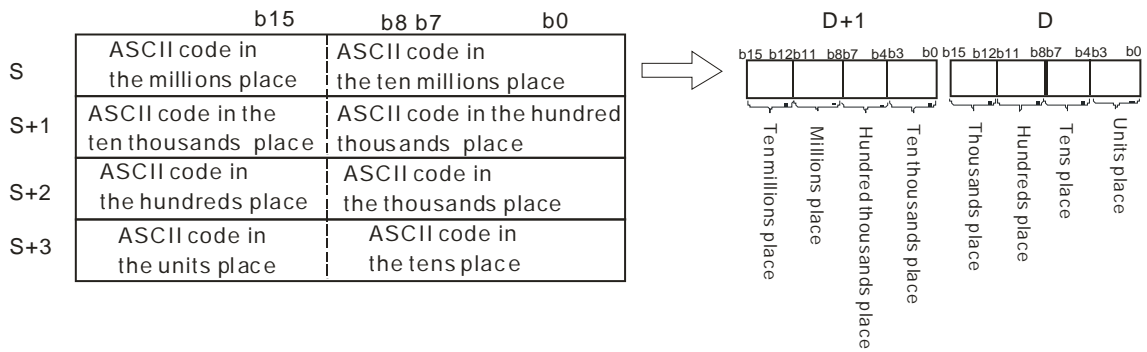 b15 b8 b7 b0
S
ASCII code in
the millions place
ASCII code in
the ten millions place
S+1
ASCII code in the
ten thousands place
ASCII code in the hundred
thousands place
S+2
ASCII code in
the hundreds place
ASCII code in
the thousands place
S+3
ASCII code in
the units place
ASCII code in
the tens place
D+1 D
b15 b12b11 b8b7 b4b3 b0 b15 b12b11 b8b7 b4b3 b0
Ten millions place
Millions place
Hundred thousands place
Ten thousands place
Thousands place
Hundreds place
Tens place
Units place